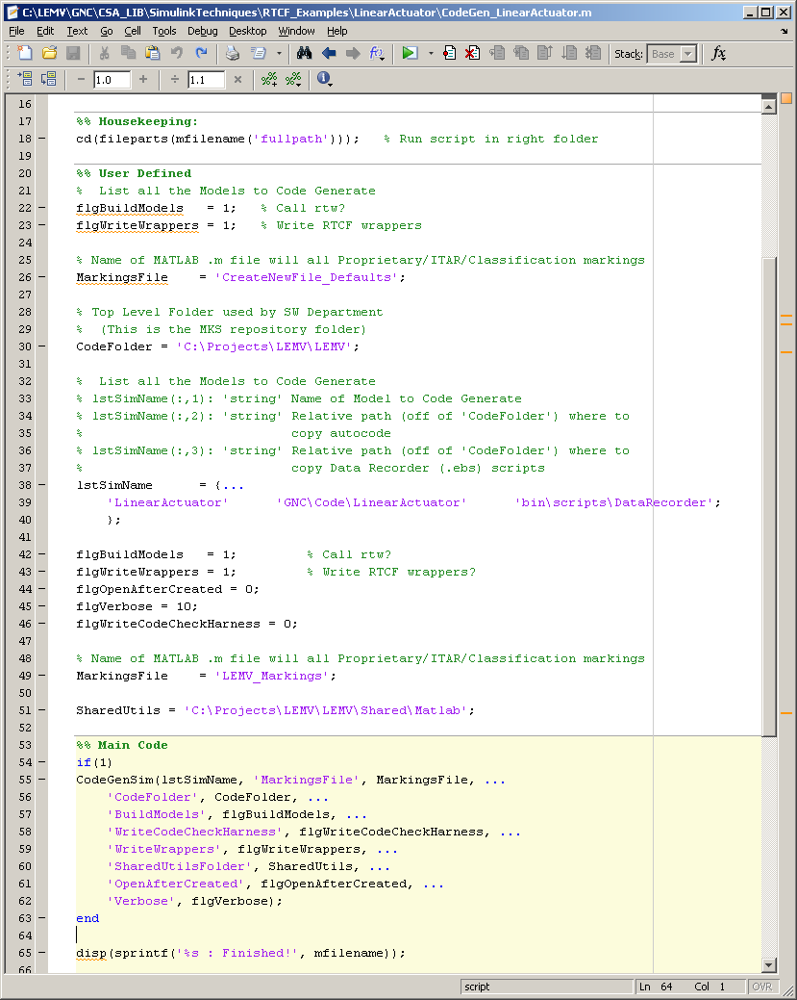 C:\LEMV\GNC\CSA_LIB\SimulinkTechniques\RTCF_Examples\LinearActuator\CodeGen_LinearActuator.m
File Edit Text Go Cell Tools Debug Desktop Window Help
Stack: Base fx
− 1.0 + ÷ 1.1 ×
16
17 %% Housekeeping:
18 − cd(fileparts(mfilename('fullpath'))); % Run script in right folder
19
20 %% User Defined
21 % List all the Models to Code Generate
22 − flgBuildModels = 1; % Call rtw?
23 − flgWriteWrappers = 1; % Write RTCF wrappers
24
25 % Name of MATLAB .m file will all Proprietary/ITAR/Classification markings
26 − MarkingsFile = 'CreateNewFile_Defaults';
27
28 % Top Level Folder used by SW Department
29 % (This is the MKS repository folder)
30 − CodeFolder = 'C:\Projects\LEMV\LEMV';
31
32 % List all the Models to Code Generate
33 % lstSimName(:,1): 'string' Name of Model to Code Generate
34 % lstSimName(:,2): 'string' Relative path (off of 'CodeFolder') where to
35 % copy autocode
36 % lstSimName(:,3): 'string' Relative path (off of 'CodeFolder') where to
37 % copy Data Recorder (.ebs) scripts
38 − lstSimName = {...
39 'LinearActuator' 'GNC\Code\LinearActuator' 'bin\scripts\DataRecorder';
40 };
41
42 − flgBuildModels = 1; % Call rtw?
43 − flgWriteWrappers = 1; % Write RTCF wrappers?
44 − flgOpenAfterCreated = 0;
45 − flgVerbose = 10;
46 − flgWriteCodeCheckHarness = 0;
47
48 % Name of MATLAB .m file will all Proprietary/ITAR/Classification markings
49 − MarkingsFile = 'LEMV_Markings';
50
51 − SharedUtils = 'C:\Projects\LEMV\LEMV\Shared\Matlab';
52
53 %% Main Code
54 − if(1)
55 − CodeGenSim(lstSimName, 'MarkingsFile', MarkingsFile, ...
56 'CodeFolder', CodeFolder, ...
57 'BuildModels', flgBuildModels, ...
58 'WriteCodeCheckHarness', flgWriteCodeCheckHarness, ...
59 'WriteWrappers', flgWriteWrappers, ...
60 'SharedUtilsFolder', SharedUtils, ...
61 'OpenAfterCreated', flgOpenAfterCreated, ...
62 'Verbose', flgVerbose);
63 − end
64
65 − disp(sprintf('%s : Finished!', mfilename));
66
script Ln 64 Col 1 OVR